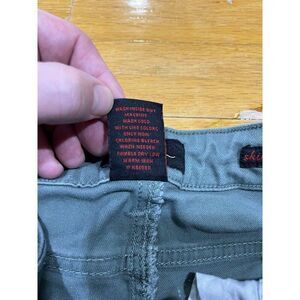 WASH INSIDE OUT
MACHINE
WASH COLD
WITH LIKE COLORS
ONLY NON
CHLORINE BLEACH
WHEN NEEDED
TUMBLE DRY LOW
WARM IRON
IF NEEDED